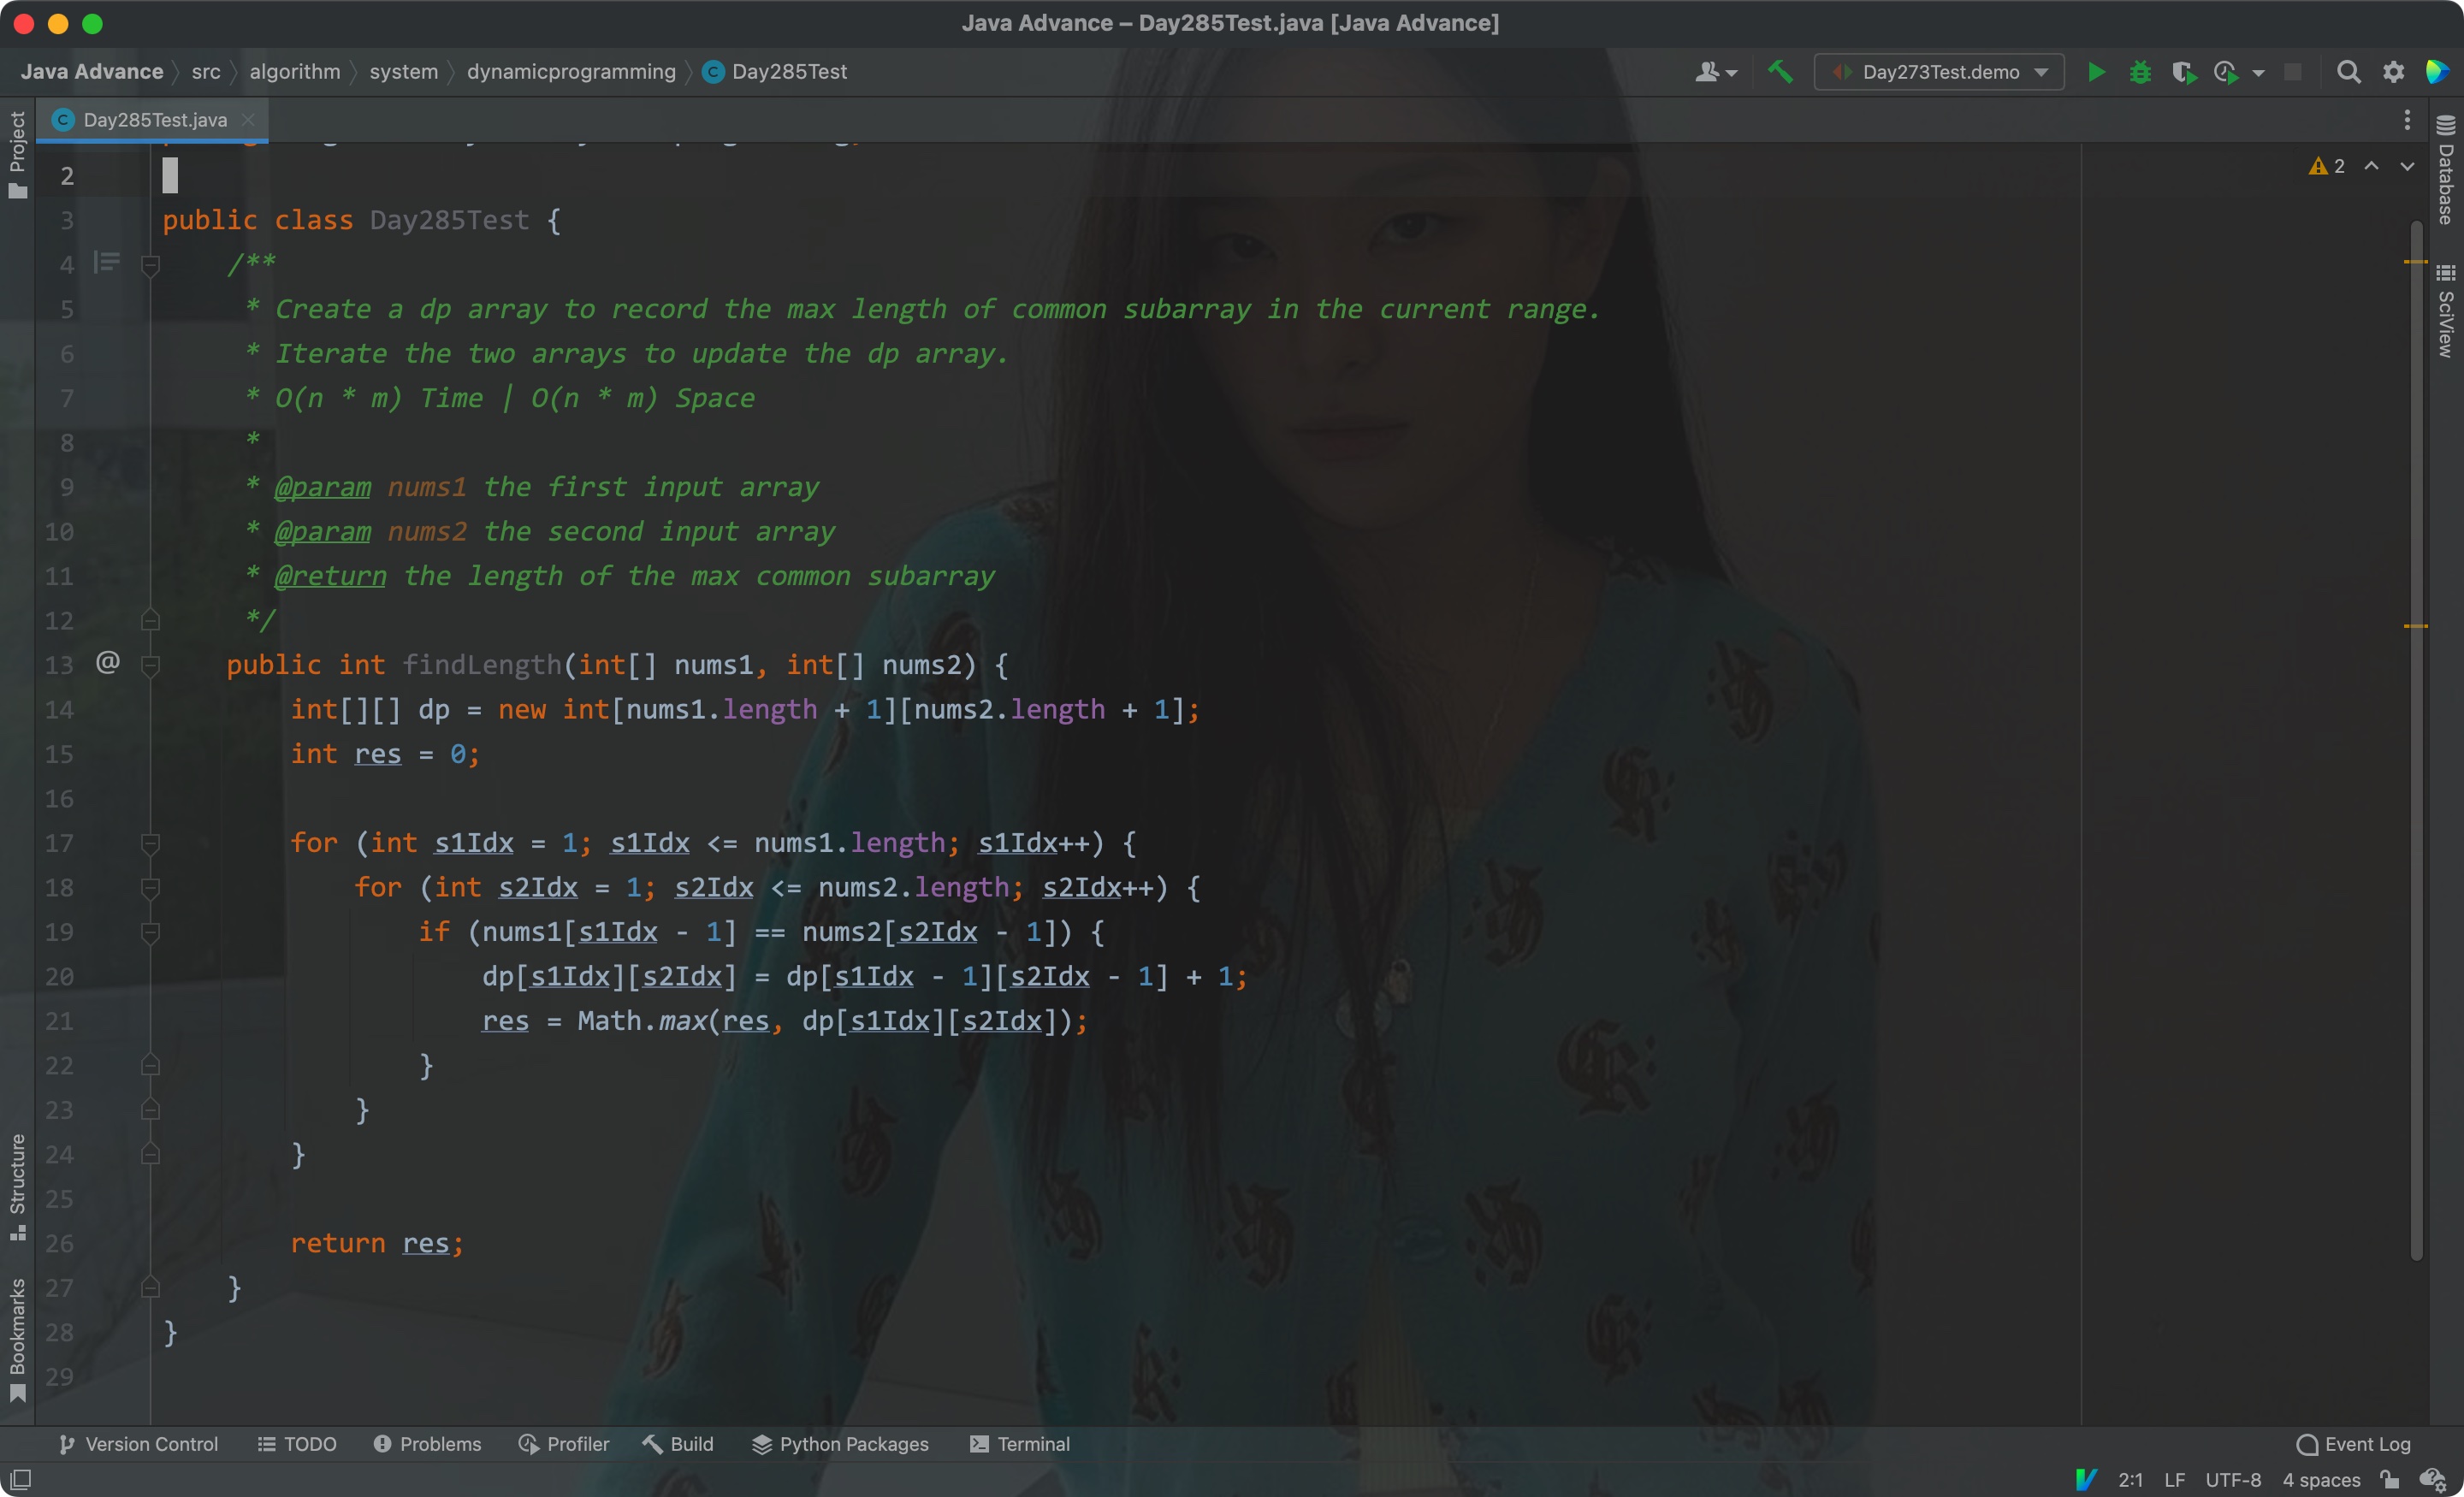 Java Advance – Day285Test.java [Java Advance]
Java Advance src algorithm system dynamicprogramming Day285Test Day273Test.demo
Project
Day285Test.java
Database
SciView
2
2
3 public class Day285Test {
4 /**
5 * Create a dp array to record the max length of common subarray in the current range.
6 * Iterate the two arrays to update the dp array.
7 * O(n * m) Time | O(n * m) Space
8 *
9 * @param nums1 the first input array
10 * @param nums2 the second input array
11 * @return the length of the max common subarray
12 */
13 @ public int findLength(int[] nums1, int[] nums2) {
14 int[][] dp = new int[nums1.length + 1][nums2.length + 1];
15 int res = 0;
16
17 for (int s1Idx = 1; s1Idx <= nums1.length; s1Idx++) {
18 for (int s2Idx = 1; s2Idx <= nums2.length; s2Idx++) {
19 if (nums1[s1Idx - 1] == nums2[s2Idx - 1]) {
20 dp[s1Idx][s2Idx] = dp[s1Idx - 1][s2Idx - 1] + 1;
21 res = Math.max(res, dp[s1Idx][s2Idx]);
22 }
23 }
24 }
25
26 return res;
27 }
28 }
29
Structure
Bookmarks
Version Control TODO Problems Profiler Build Python Packages Terminal Event Log
2:1 LF UTF-8 4 spaces